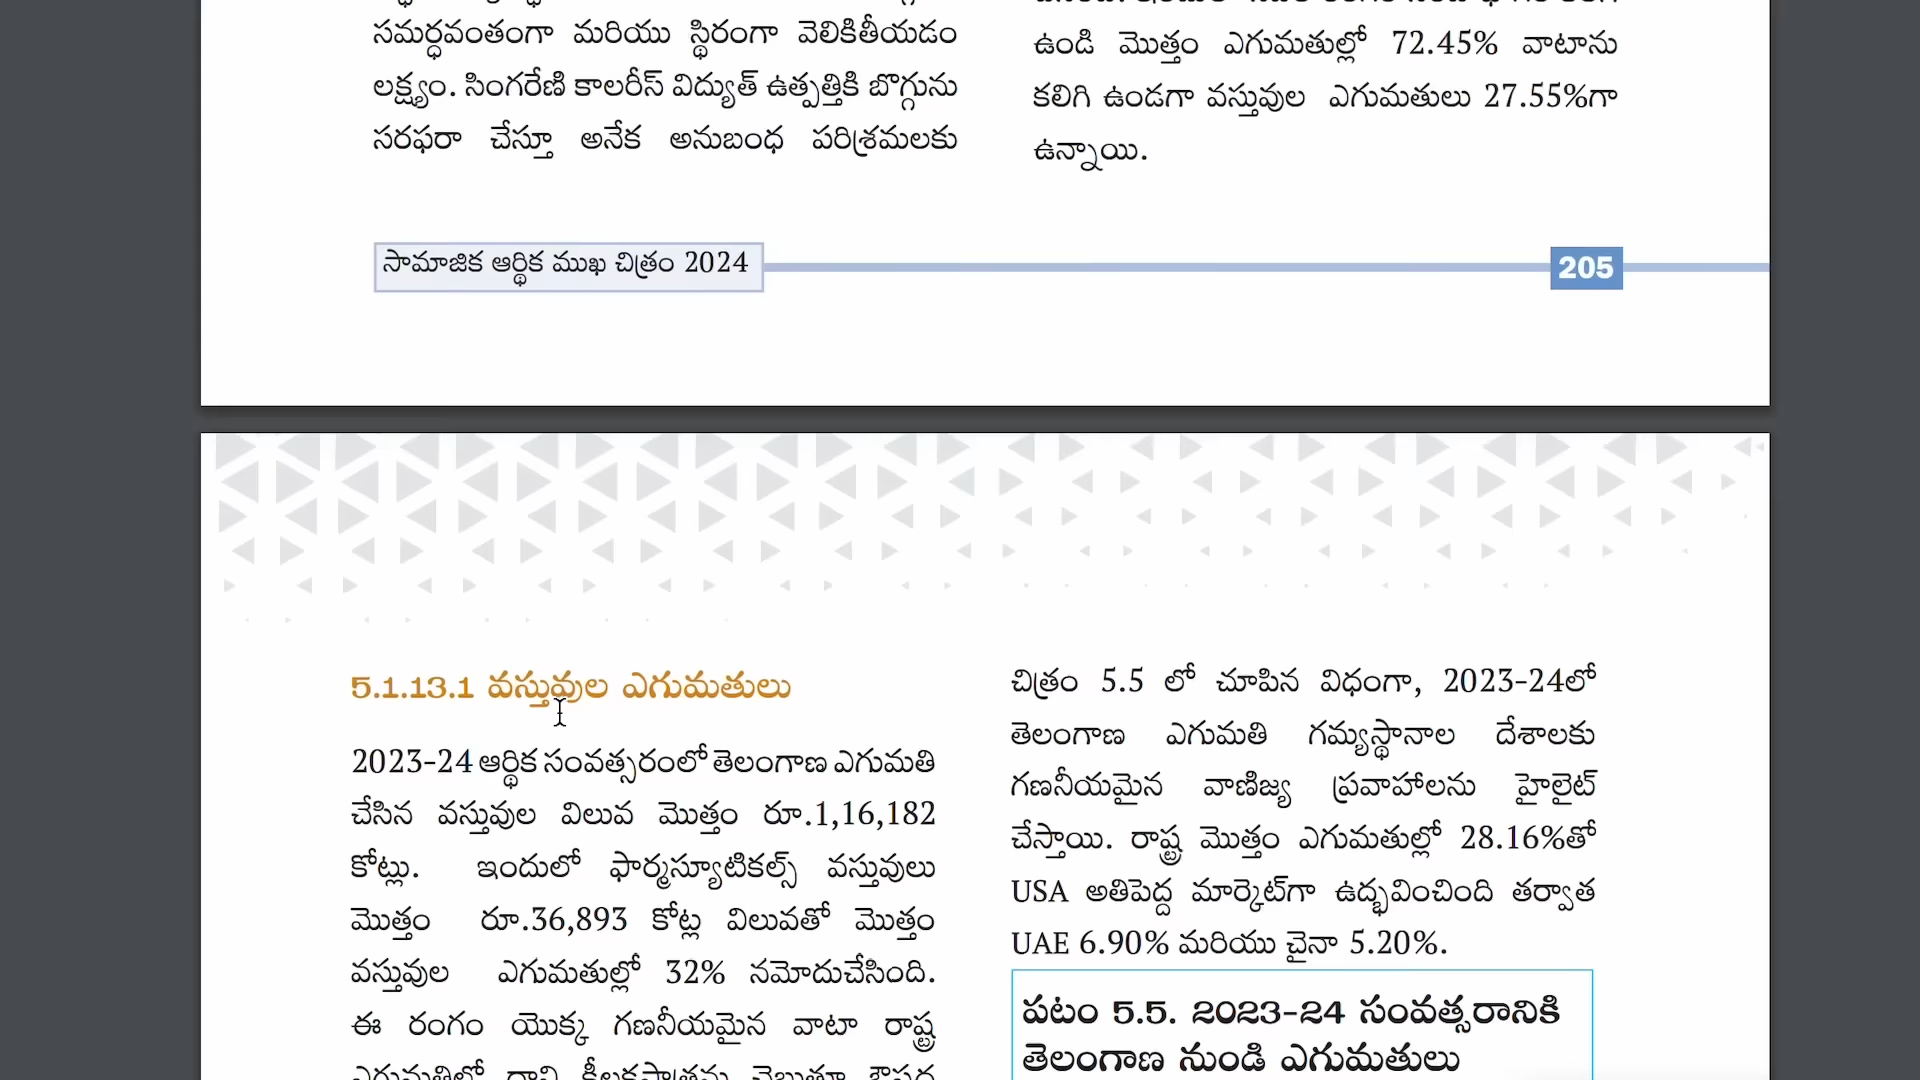 సమర్ధవంతంగా మరియు స్థిరంగా వెలికితీయడం
లక్ష్యం. సింగరేణి కాలరీస్ విద్యుత్ ఉత్పత్తికి బొగ్గును
సరఫరా చేస్తూ అనేక అనుబంధ పరిశ్రమలకు
ఉండి మొత్తం ఎగుమతుల్లో 72.45% వాటాను
కలిగి ఉండగా వస్తువుల ఎగుమతులు 27.55%గా
ఉన్నాయి.
సామాజిక ఆర్థిక ముఖ చిత్రం 2024
205
5.1.13.1 వస్తువుల ఎగుమతులు
2023-24 ఆర్థిక సంవత్సరంలో తెలంగాణ ఎగుమతి
చేసిన వస్తువుల విలువ మొత్తం రూ.1,16,182
కోట్లు. ఇందులో ఫార్మస్యూటికల్స్ వస్తువులు
మొత్తం రూ.36,893 కోట్ల విలువతో మొత్తం
వస్తువుల ఎగుమతుల్లో 32% నమోదుచేసింది.
ఈ రంగం యొక్క గణనీయమైన వాటా రాష్ట్ర
చిత్రం 5.5 లో చూపిన విధంగా, 2023-24లో
తెలంగాణ ఎగుమతి గమ్యస్థానాల దేశాలకు
గణనీయమైన వాణిజ్య ప్రవాహాలను హైలైట్
చేస్తాయి. రాష్ట్ర మొత్తం ఎగుమతుల్లో 28.16%తో
USA అతిపెద్ద మార్కెట్‌గా ఉద్భవించింది తర్వాత
UAE 6.90% మరియు చైనా 5.20%.
పటం 5.5. 2023-24 సంవత్సరానికి
తెలంగాణ నుండి ఎగుమతులు